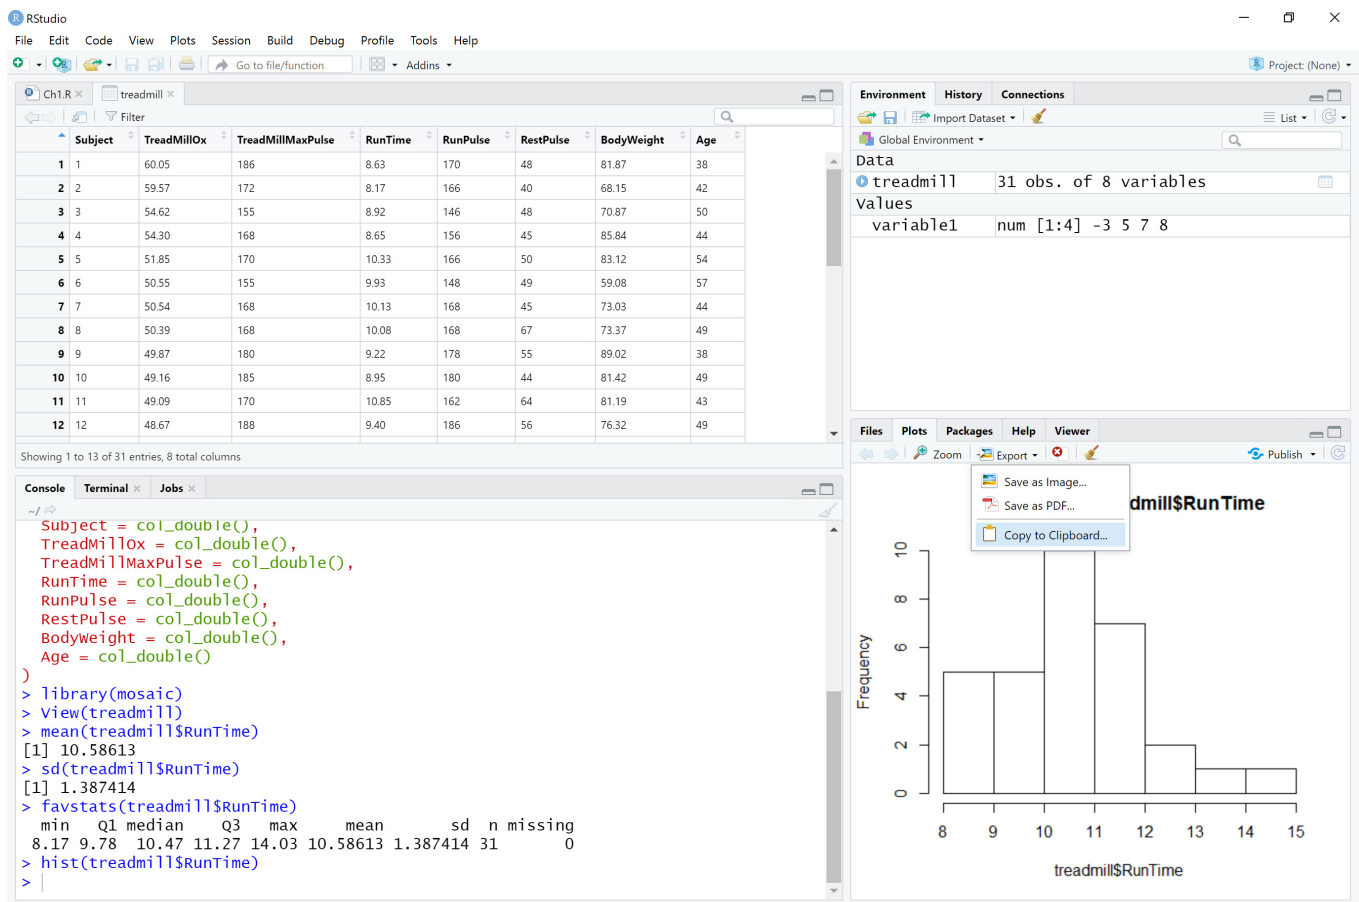 RStudio
File Edit Code View Plots Session Build Debug Profile Tools Help
Go to file/function Addins Project: (None)
Ch1.R treadmill
Filter
Subject TreadMillOx TreadMillMaxPulse RunTime RunPulse RestPulse BodyWeight Age
1 1 60.05 186 8.63 170 48 81.87 38
2 2 59.57 172 8.17 166 40 68.15 42
3 3 54.62 155 8.92 146 48 70.87 50
4 4 54.30 168 8.65 156 45 85.84 44
5 5 51.85 170 10.33 166 50 83.12 54
6 6 50.55 155 9.93 148 49 59.08 57
7 7 50.54 168 10.13 168 45 73.03 44
8 8 50.39 168 10.08 168 67 73.37 49
9 9 49.87 180 9.22 178 55 89.02 38
10 10 49.16 185 8.95 180 44 81.42 49
11 11 49.09 170 10.85 162 64 81.19 43
12 12 48.67 188 9.40 186 56 76.32 49
Showing 1 to 13 of 31 entries, 8 total columns
Console Terminal Jobs
~/
Subject = col_double(),
TreadMillOx = col_double(),
TreadMillMaxPulse = col_double(),
RunTime = col_double(),
RunPulse = col_double(),
RestPulse = col_double(),
BodyWeight = col_double(),
Age = col_double()
)
> library(mosaic)
> View(treadmill)
> mean(treadmill$RunTime)
[1] 10.58613
> sd(treadmill$RunTime)
[1] 1.387414
> favstats(treadmill$RunTime)
min Q1 median Q3 max mean sd n missing
8.17 9.78 10.47 11.27 14.03 10.58613 1.387414 31 0
> hist(treadmill$RunTime)
>
Environment History Connections
Import Dataset List
Global Environment
Data
treadmill 31 obs. of 8 variables
Values
variable1 num [1:4] -3 5 7 8
Files Plots Packages Help Viewer
Zoom Export Publish
Save as Image...
Save as PDF...
Copy to Clipboard...
dmill$RunTime
Frequency
10
8
6
4
2
0
8 9 10 11 12 13 14 15
treadmill$RunTime